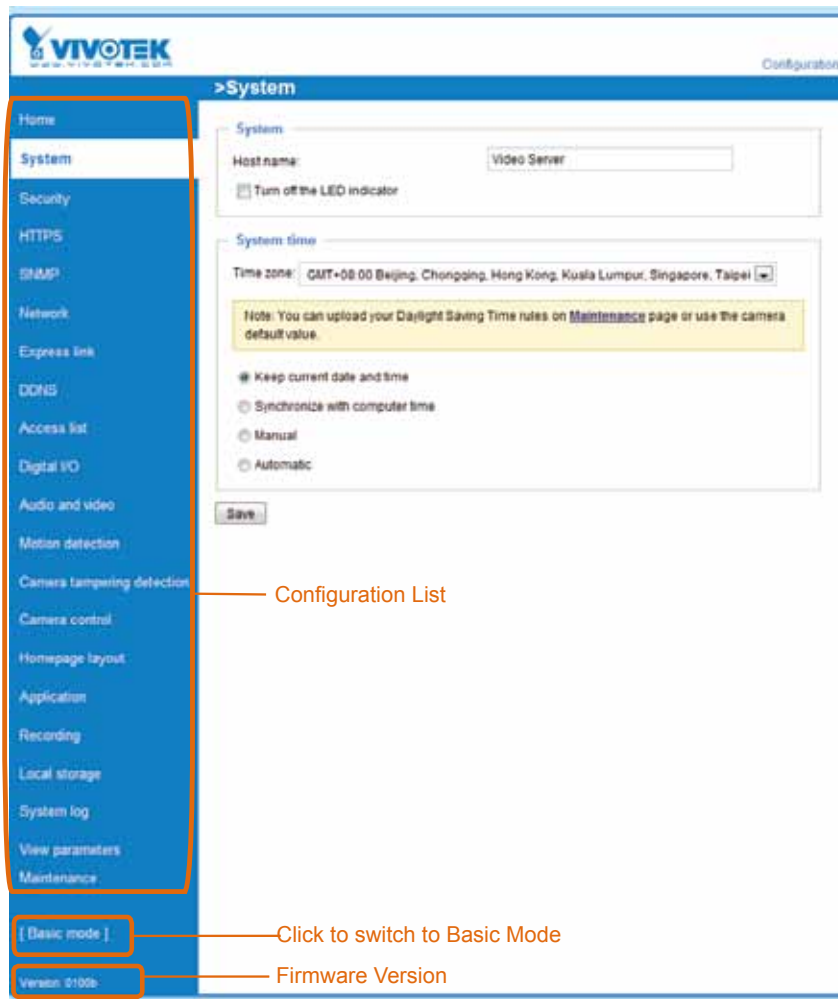 VIVOTEK
www.vivotek.com
Configuration
>System
Home
System
Security
HTTPS
SNMP
Network
Express link
DDNS
Access list
Digital I/O
Audio and video
Motion detection
Camera tampering detection
Camera control
Homepage layout
Application
Recording
Local storage
System log
View parameters
Maintenance
[ Basic mode ]
Version: 0100b
System
Host name: Video Server
Turn off the LED indicator
System time
Time zone: GMT+08:00 Beijing, Chongqing, Hong Kong, Kuala Lumpur, Singapore, Taipei
Note: You can upload your Daylight Saving Time rules on Maintenance page or use the camera
default value.
Keep current date and time
Synchronize with computer time
Manual
Automatic
Save
Configuration List
Click to switch to Basic Mode
Firmware Version